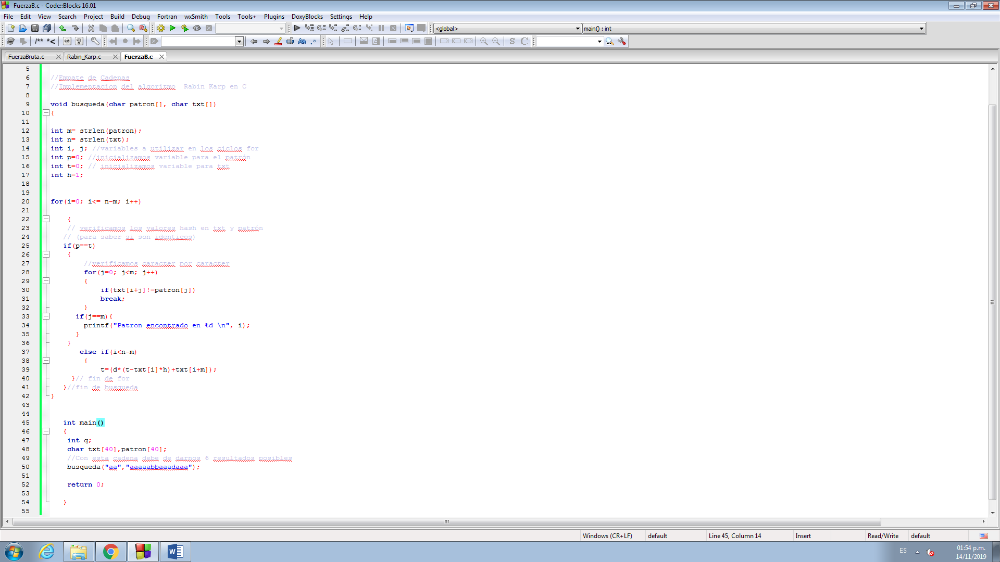 FuerzaB.c - Code::Blocks 16.01
File Edit View Search Project Build Debug Fortran wxSmith Tools Tools+ Plugins DoxyBlocks Settings Help
<global> main() : int
/** *<
Aa .*
S C
FuerzaBruta.c Rabin_Karp.c FuerzaB.c
5
6 //Empate de Cadenas
7 //Implementacion del algoritmo Rabin Karp en C
8
9 void busqueda(char patron[], char txt[])
10 {
11
12 int m= strlen(patron);
13 int n= strlen(txt);
14 int i, j; //variables a utilizar en los ciclos for
15 int p=0; //inicializamos variable para el patrón
16 int t=0; // inicializamos variable para txt
17 int h=1;
18
19
20 for(i=0; i<= n-m; i++)
21
22 {
23 // verificamos los valores hash en txt y patrón
24 // (para saber si son identicos)
25 if(p==t)
26 {
27 //verificamos caracter por caracter
28 for(j=0; j<m; j++)
29 {
30 if(txt[i+j]!=patron[j])
31 break;
32 }
33 if(j==m){
34 printf("Patron encontrado en %d \n", i);
35 }
36 }
37 else if(i<n-m)
38 {
39 t=(d*(t-txt[i]*h)+txt[i+m]);
40 }// fin de for
41 }//fin de busqueda
42 }
43
44
45 int main()
46 {
47 int q;
48 char txt[40],patron[40];
49 //Con esta cadena debe de darnos 6 resultados posibles
50 busqueda("aa","aaaaabbaaadaaa");
51
52 return 0;
53
54 }
55
Windows (CR+LF) default Line 45, Column 14 Insert Read/Write default
ES 01:54 p.m.
14/11/2019